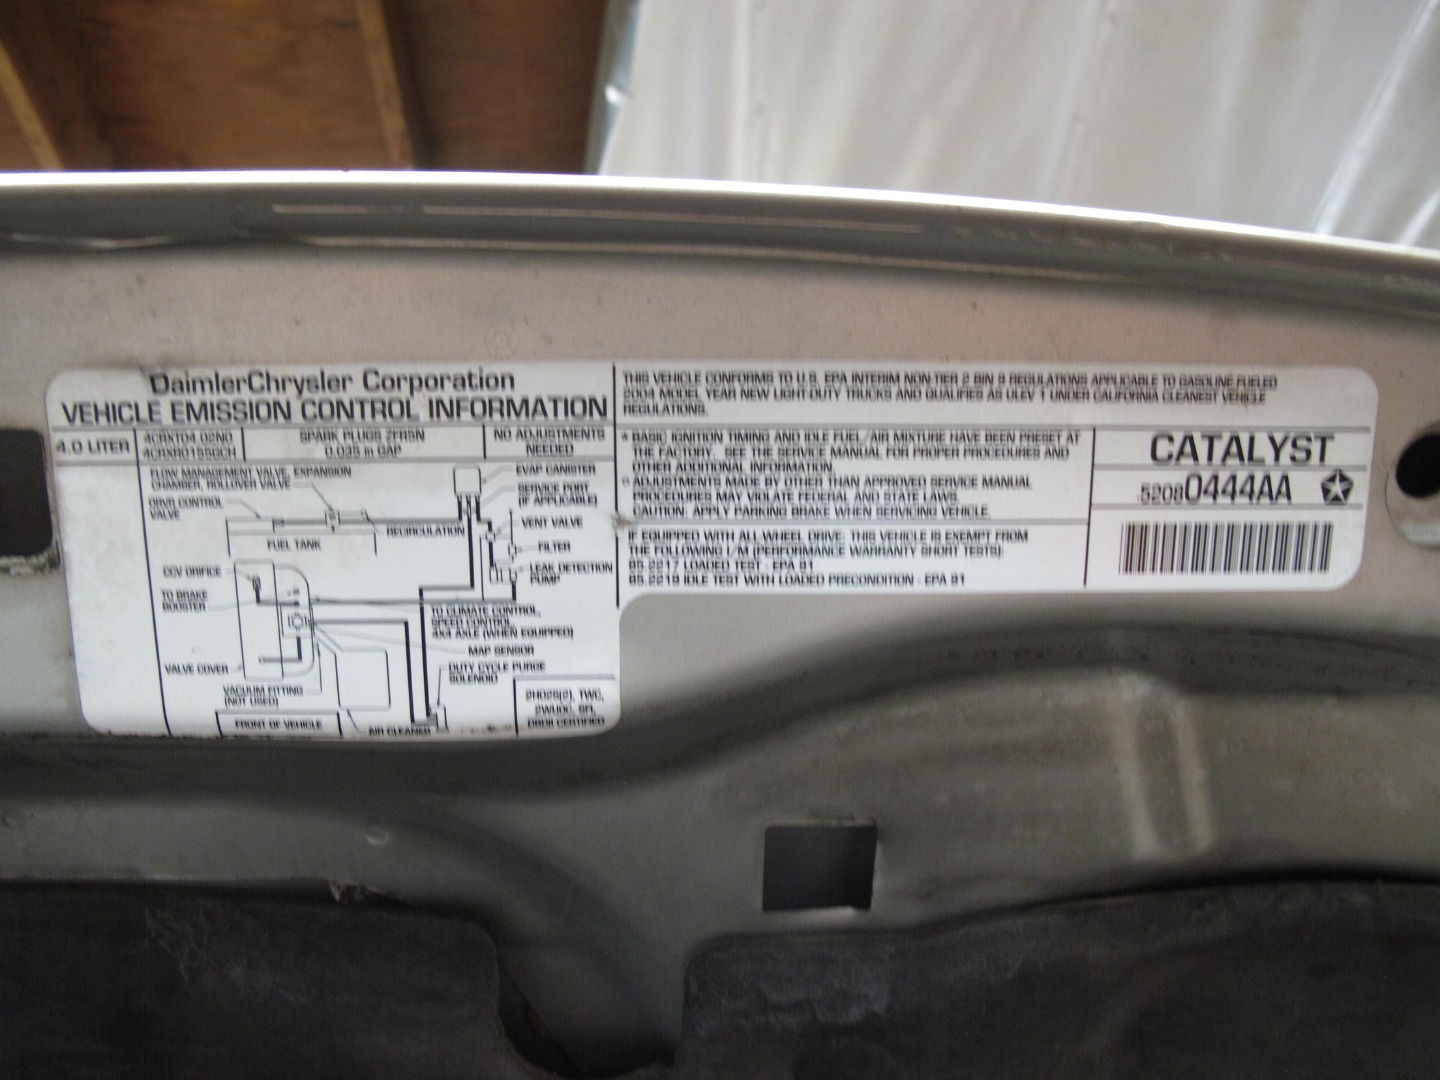 DaimlerChrysler Corporation
VEHICLE EMISSION CONTROL INFORMATION
4.0 LITER
4CRXT04.02N0
4CRXR0155GCH
SPARK PLUGS ZFR5N
0.035 in GAP
NO ADJUSTMENTS
NEEDED
FLOW MANAGEMENT VALVE, EXPANSION
CHAMBER, ROLLOVER VALVE
ORVR CONTROL
VALVE
RECIRCULATION
FUEL TANK
EVAP CANISTER
SERVICE PORT
(IF APPLICABLE)
VENT VALVE
FILTER
LEAK DETECTION
PUMP
CCV ORIFICE
TO BRAKE
BOOSTER
TO CLIMATE CONTROL,
SPEED CONTROL,
4X4 AXLE (WHEN EQUIPPED)
MAP SENSOR
VALVE COVER
DUTY CYCLE PURGE
SOLENOID
VACUUM FITTING
(NOT USED)
FRONT OF VEHICLE
AIR CLEANER
2HO2S(2), TWC,
2WUOC, SFI,
OBDII CERTIFIED
THIS VEHICLE CONFORMS TO U.S. EPA INTERIM NON-TIER 2 BIN 9 REGULATIONS APPLICABLE TO GASOLINE FUELED
2004 MODEL YEAR NEW LIGHT-DUTY TRUCKS AND QUALIFIES AS ULEV 1 UNDER CALIFORNIA CLEANEST VEHICLE
REGULATIONS.
* BASIC IGNITION TIMING AND IDLE FUEL/AIR MIXTURE HAVE BEEN PRESET AT
THE FACTORY. SEE THE SERVICE MANUAL FOR PROPER PROCEDURES AND
OTHER ADDITIONAL INFORMATION.
ADJUSTMENTS MADE BY OTHER THAN APPROVED SERVICE MANUAL
PROCEDURES MAY VIOLATE FEDERAL AND STATE LAWS.
CAUTION: APPLY PARKING BRAKE WHEN SERVICING VEHICLE.
IF EQUIPPED WITH ALL WHEEL DRIVE: THIS VEHICLE IS EXEMPT FROM
THE FOLLOWING I/M (PERFORMANCE WARRANTY SHORT TESTS):
85.2217 LOADED TEST - EPA 81
85.2219 IDLE TEST WITH LOADED PRECONDITION - EPA 91
CATALYST
52080444AA